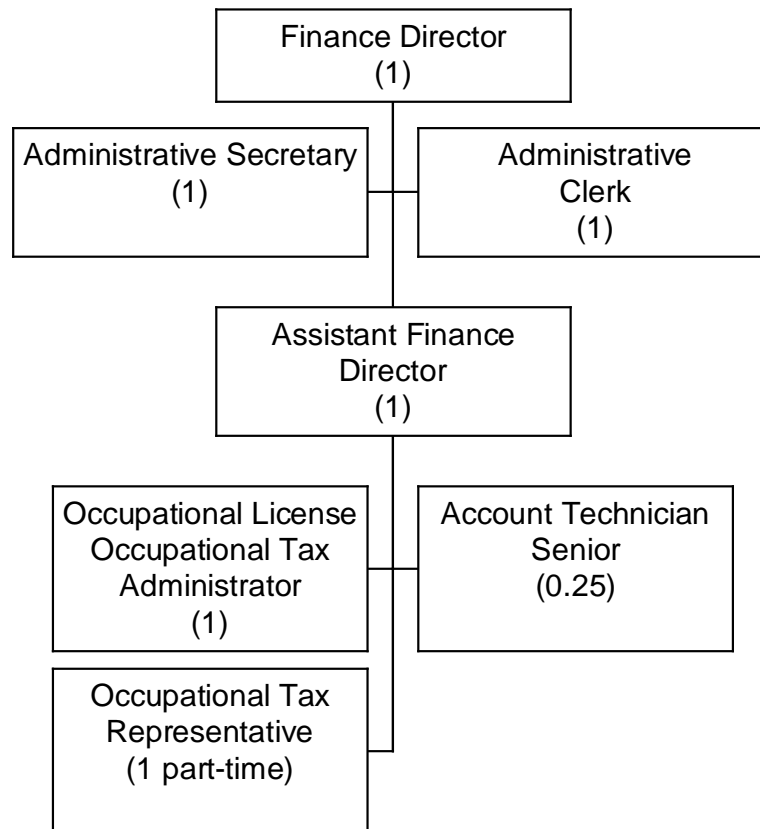 Finance Director
(1)
Administrative Secretary
(1)
Administrative
Clerk
(1)
Assistant Finance
Director
(1)
Occupational License
Occupational Tax
Administrator
(1)
Account Technician
Senior
(0.25)
Occupational Tax
Representative
(1 part-time)